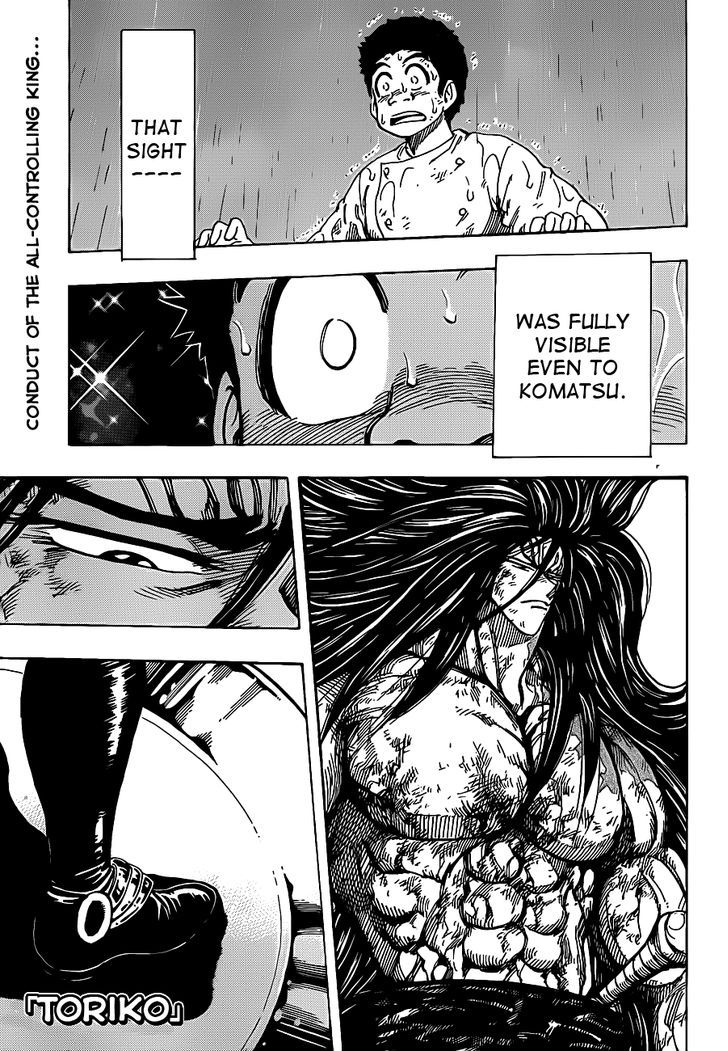 CONDUCT OF THE ALL-CONTROLLING KING...
THAT
SIGHT
----
WAS FULLY
VISIBLE
EVEN TO
KOMATSU.
「TORIKO」